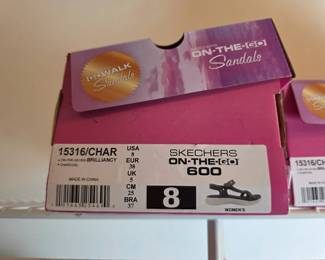 GOWALK
Sandals
ON-THE-GO
Sandals
15316/CHAR
BRILLIANCY
MADE IN CHINA
USA
8
EUR
38
UK
5
CM
25
BRA
37
SKECHERS
ON-THE-GO
600
8
WOMEN'S
15316/CHA